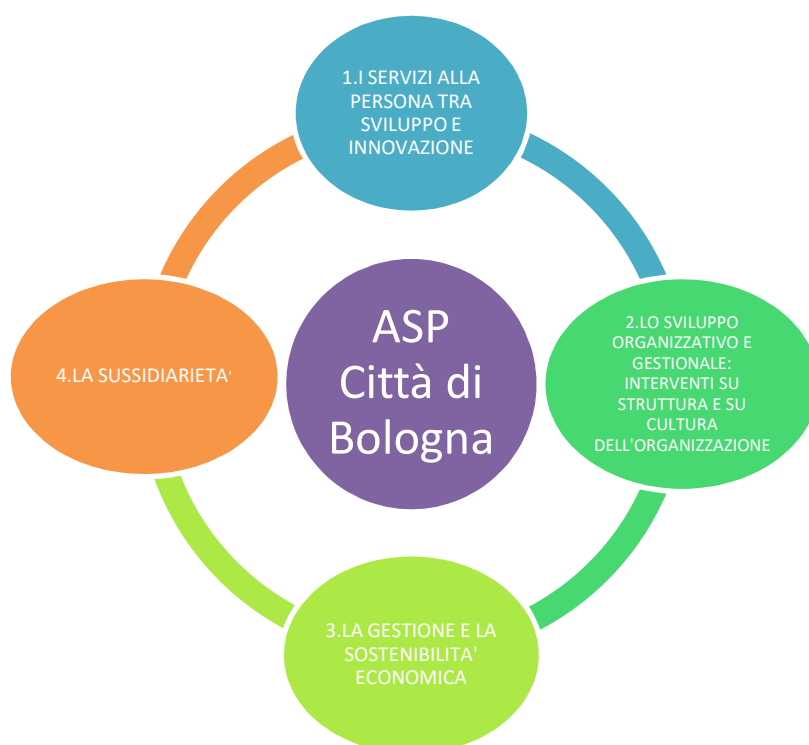 1.I SERVIZI ALLA
PERSONA TRA
SVILUPPO E
INNOVAZIONE
2.LO SVILUPPO
ORGANIZZATIVO E
GESTIONALE:
INTERVENTI SU
STRUTTURA E SU
CULTURA
DELL'ORGANIZZAZIONE
3.LA GESTIONE E LA
SOSTENIBILITA'
ECONOMICA
4.LA SUSSIDIARIETA'
ASP
Città di
Bologna